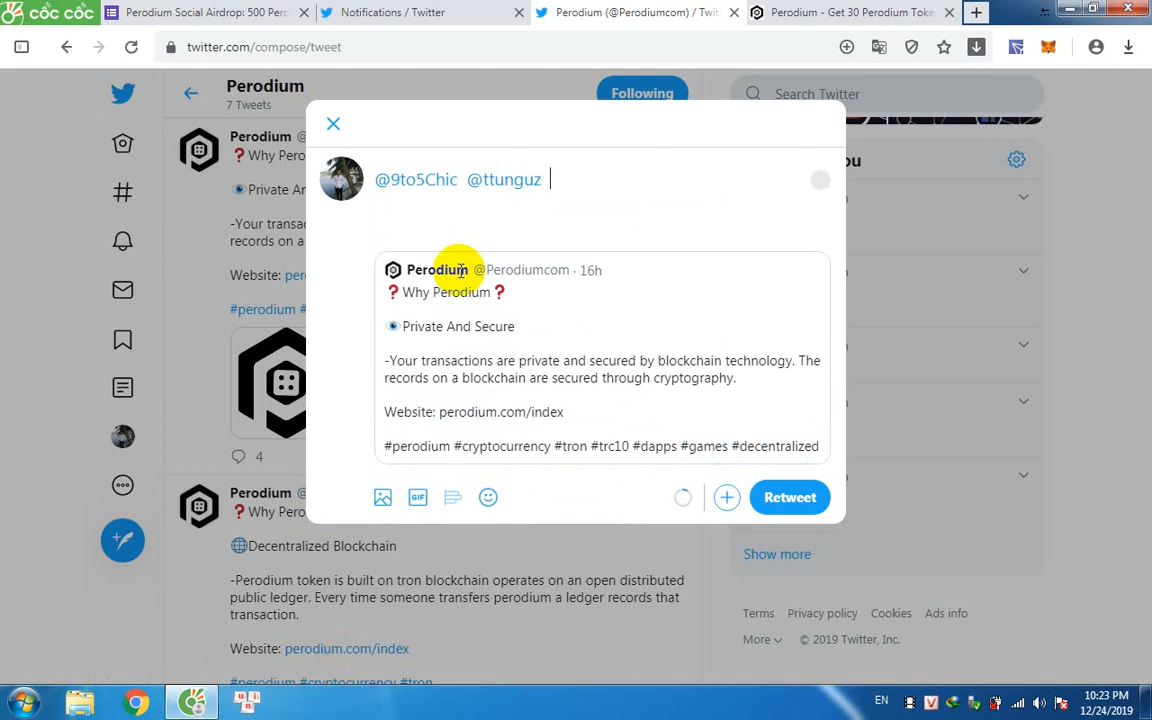 cốc cốc
Perodium Social Airdrop: 500 Pero
Notifications / Twitter
Perodium (@Perodiumcom) / Twit
Perodium - Get 30 Perodium Toke
twitter.com/compose/tweet
Perodium
7 Tweets
Following
Search Twitter
Perodium @
Why Pero
Private An
-Your transac
records on a
Website: per
#perodium #
4
Perodium @
Why Pero
Decentralized Blockchain
-Perodium token is built on tron blockchain operates on an open distributed
public ledger. Every time someone transfers perodium a ledger records that
transaction.
Website: perodium.com/index
#perodium #cryptocurrency #tron
@9to5Chic @ttunguz
Perodium @Perodiumcom · 16h
❓Why Perodium❓
👁Private And Secure
-Your transactions are private and secured by blockchain technology. The
records on a blockchain are secured through cryptography.
Website: perodium.com/index
#perodium #cryptocurrency #tron #trc10 #dapps #games #decentralized
GIF
Retweet
ou
Show more
Terms Privacy policy Cookies Ads info
More © 2019 Twitter, Inc.
EN
10:23 PM
12/24/2019